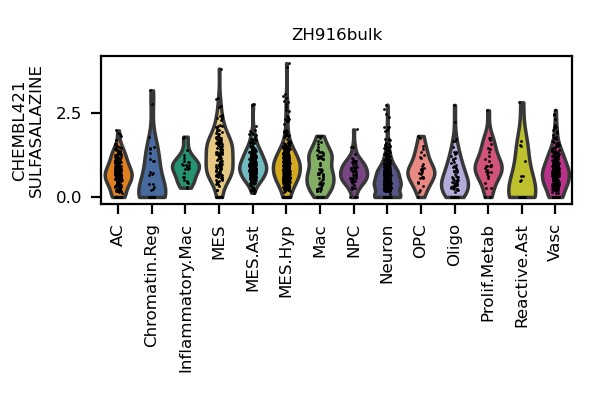 ZH916bulk
CHEMBL421
SULFASALAZINE
2.5
0.0
AC
Chromatin.Reg
Inflammatory.Mac
MES
MES.Ast
MES.Hyp
Mac
NPC
Neuron
OPC
Oligo
Prolif.Metab
Reactive.Ast
Vasc